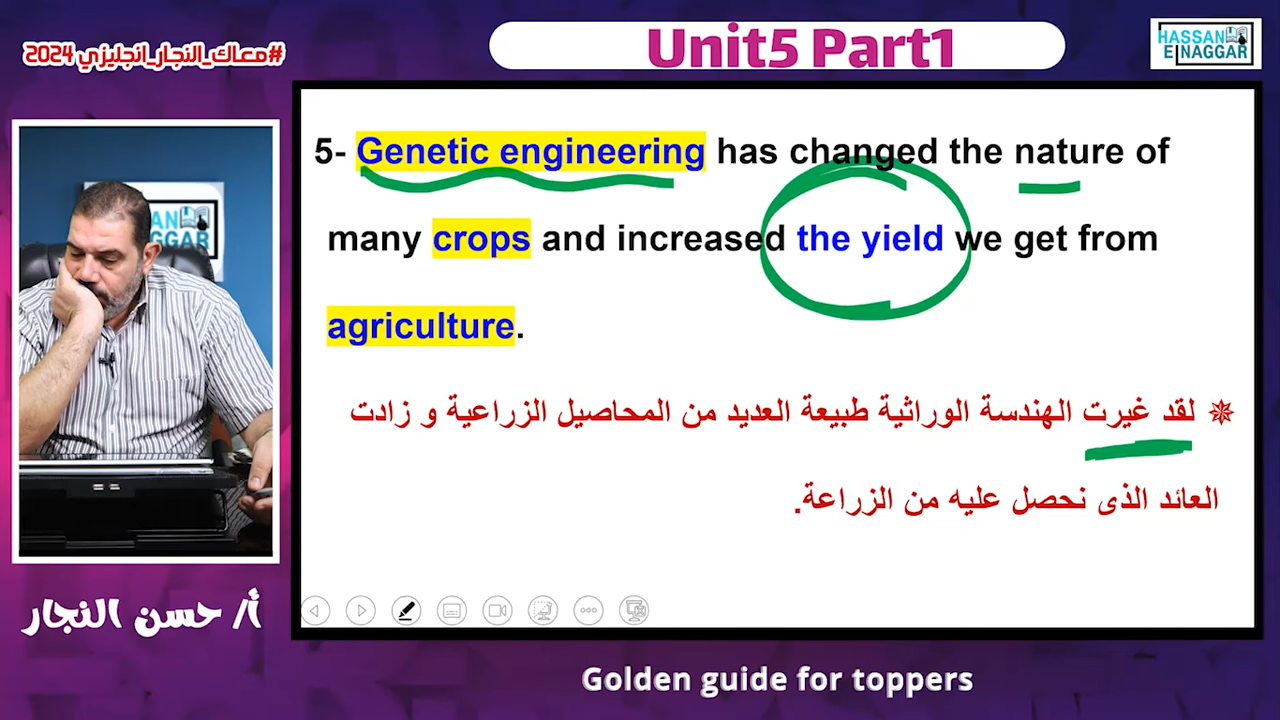 #معاك_النجار_انجليزي 2024
Unit5 Part1
HASSAN
ElNAGGAR
5- Genetic engineering has changed the nature of
many crops and increased the yield we get from
agriculture.
لقد غيرت الهندسة الوراثية طبيعة العديد من المحاصيل الزراعية و زادت
العائد الذى نحصل عليه من الزراعة.
أ/ حسن النجار
Golden guide for toppers